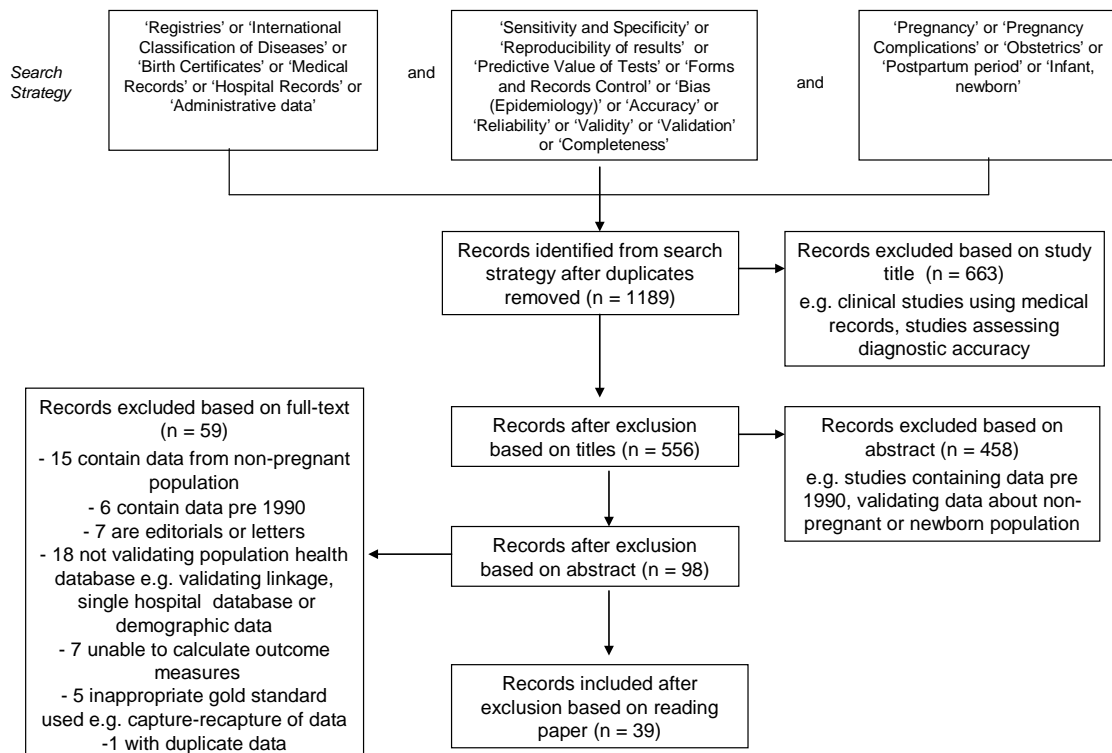 Search
Strategy
‘Registries’ or ‘International
Classification of Diseases’ or
‘Birth Certificates’ or ‘Medical
Records’ or ‘Hospital Records’ or
‘Administrative data’
and
‘Sensitivity and Specificity’ or
‘Reproducibility of results’ or
‘Predictive Value of Tests’ or ‘Forms
and Records Control’ or ‘Bias
(Epidemiology)’ or ‘Accuracy’ or
‘Reliability’ or ‘Validity’ or ‘Validation’
or ‘Completeness’
and
‘Pregnancy’ or ‘Pregnancy
Complications’ or ‘Obstetrics’ or
‘Postpartum period’ or ‘Infant,
newborn’
Records identified from search
strategy after duplicates
removed (n = 1189)
Records excluded based on study
title (n = 663)
e.g. clinical studies using medical
records, studies assessing
diagnostic accuracy
Records after exclusion
based on titles (n = 556)
Records excluded based on
abstract (n = 458)
e.g. studies containing data pre
1990, validating data about non-
pregnant or newborn population
Records after exclusion
based on abstract (n = 98)
Records excluded based on full-text
(n = 59)
- 15 contain data from non-pregnant
population
- 6 contain data pre 1990
- 7 are editorials or letters
- 18 not validating population health
database e.g. validating linkage,
single hospital database or
demographic data
- 7 unable to calculate outcome
measures
- 5 inappropriate gold standard
used e.g. capture-recapture of data
-1 with duplicate data
Records included after
exclusion based on reading
paper (n = 39)